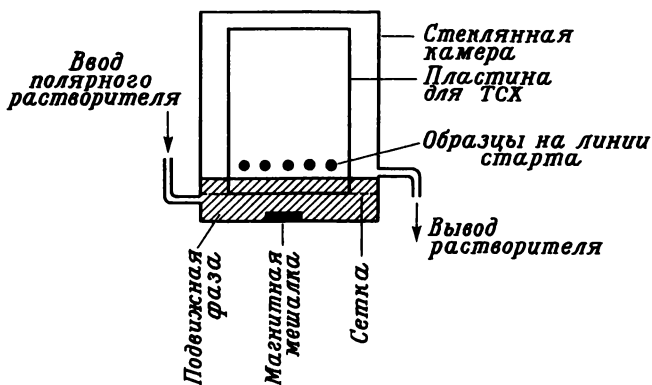 Ввод
полярного
растворителя
Стеклянная
камера
Пластина
для ТСХ
Образцы на линии
старта
Вывод
растворителя
Подвижная
фаза
Магнитная
мешалка
Сетка